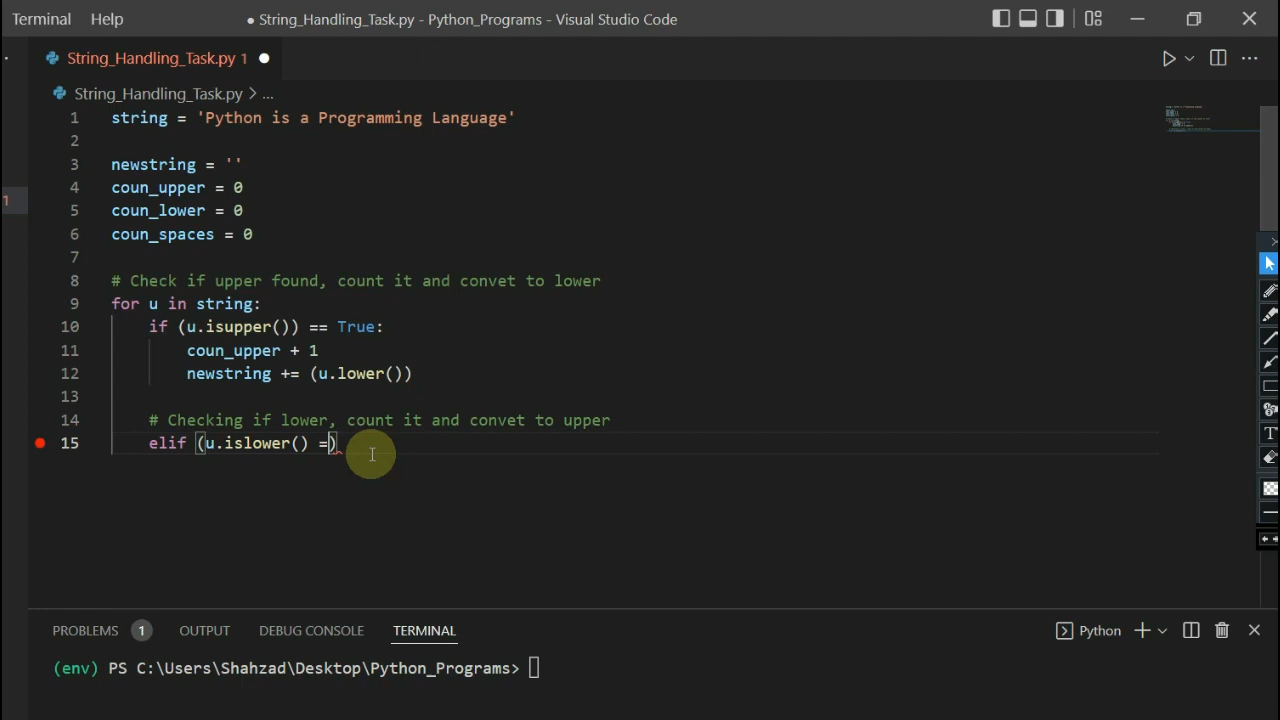 Terminal Help ● String_Handling_Task.py - Python_Programs - Visual Studio Code
String_Handling_Task.py 1
String_Handling_Task.py > ...
1 string = 'Python is a Programming Language'
2
3 newstring = ''
4 coun_upper = 0
5 coun_lower = 0
6 coun_spaces = 0
7
8 # Check if upper found, count it and convet to lower
9 for u in string:
10 if (u.isupper()) == True:
11 coun_upper + 1
12 newstring += (u.lower())
13
14 # Checking if lower, count it and convet to upper
15 elif (u.islower() =)
1
T
PROBLEMS 1 OUTPUT DEBUG CONSOLE TERMINAL Python
(env) PS C:\Users\Shahzad\Desktop\Python_Programs>